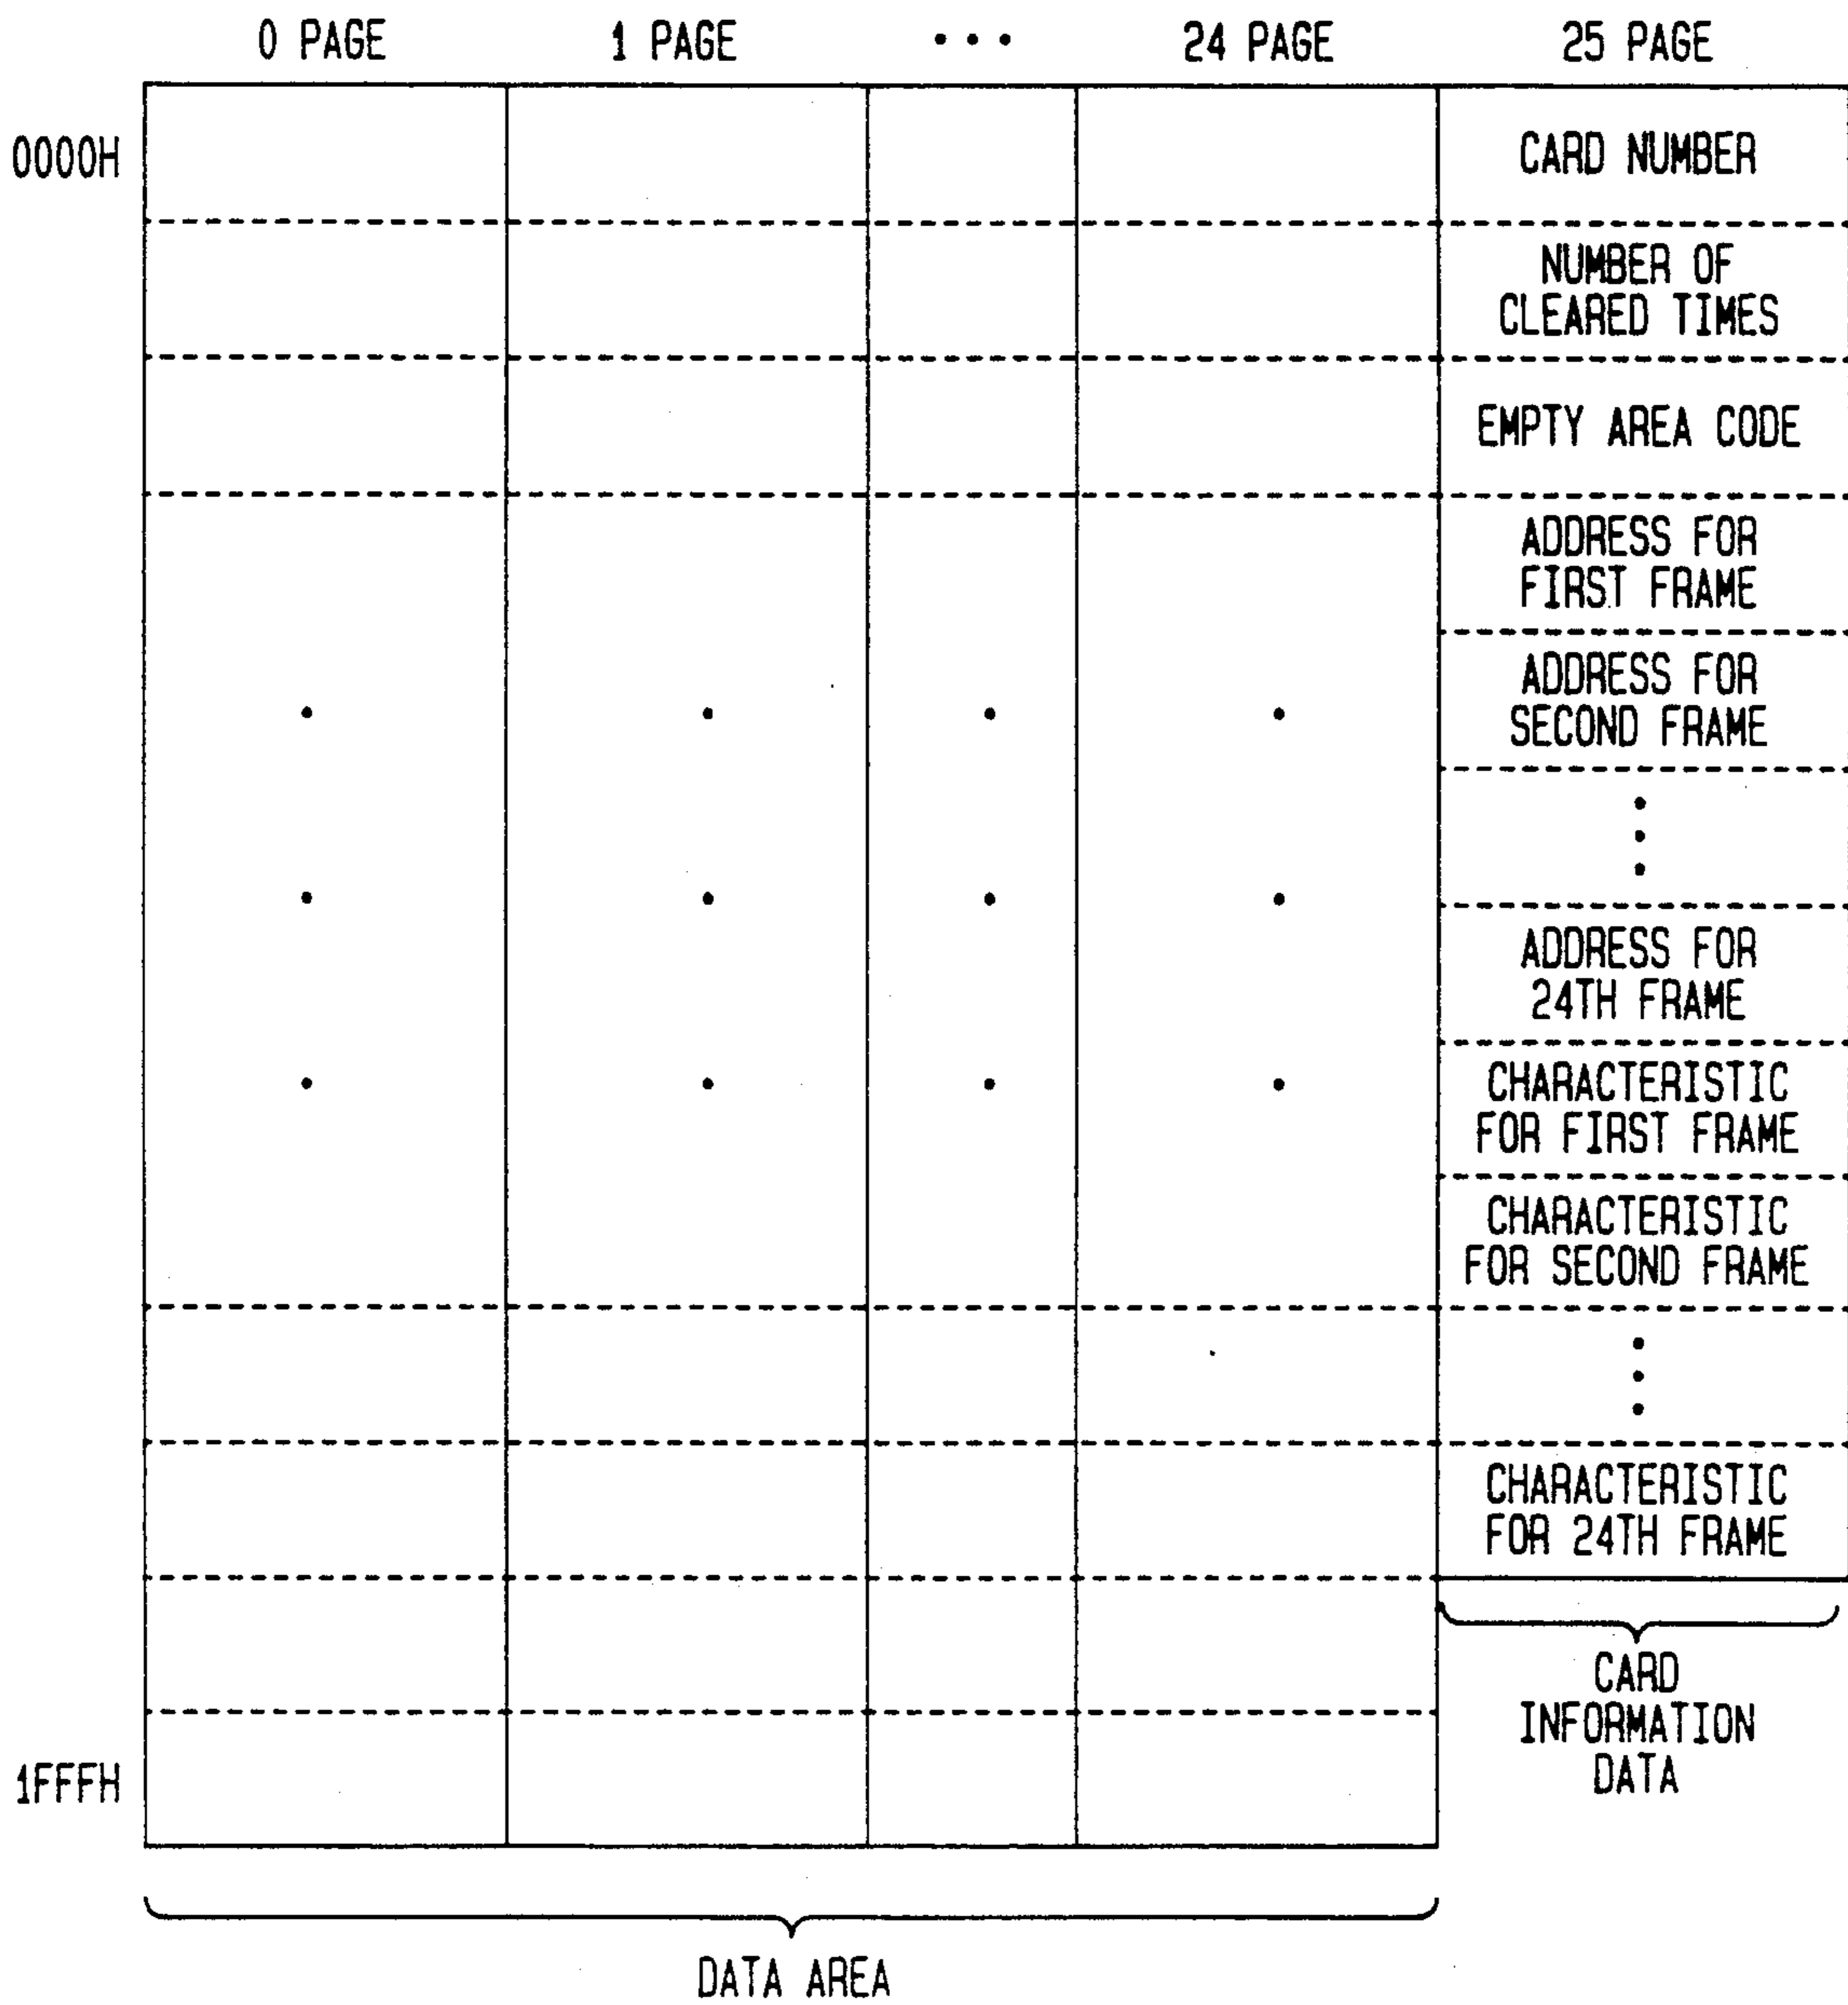 0 PAGE 1 PAGE • • • 24 PAGE 25 PAGE
0000H
CARD NUMBER
NUMBER OF
CLEARED TIMES
EMPTY AREA CODE
ADDRESS FOR
FIRST FRAME
ADDRESS FOR
SECOND FRAME
ADDRESS FOR
24TH FRAME
CHARACTERISTIC
FOR FIRST FRAME
CHARACTERISTIC
FOR SECOND FRAME
CHARACTERISTIC
FOR 24TH FRAME
CARD
INFORMATION
DATA
1FFFH
DATA AREA